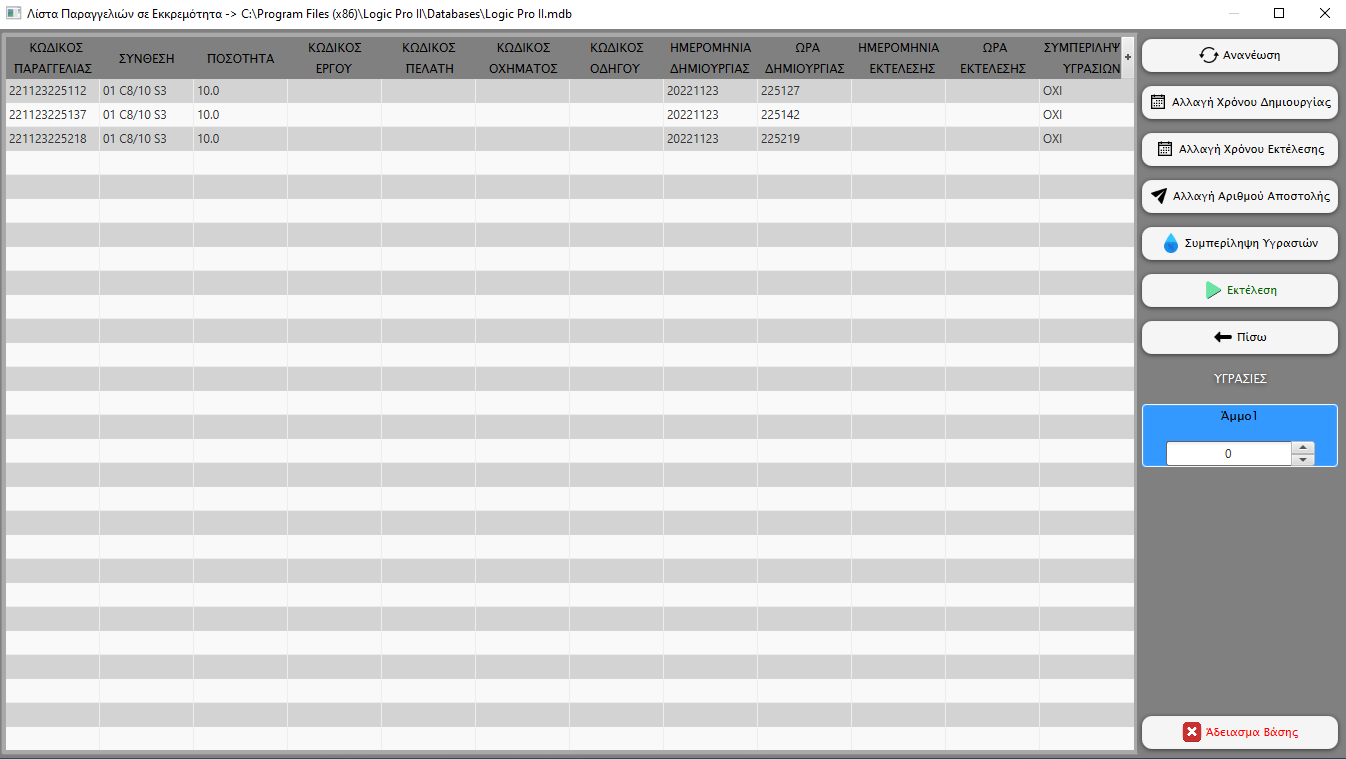 Λίστα Παραγγελιών σε Εκκρεμότητα -> C:\Program Files (x86)\Logic Pro II\Databases\Logic Pro II.mdb
ΚΩΔΙΚΟΣ ΠΑΡΑΓΓΕΛΙΑΣ ΣΥΝΘΕΣΗ ΠΟΣΟΤΗΤΑ ΚΩΔΙΚΟΣ ΕΡΓΟΥ ΚΩΔΙΚΟΣ ΠΕΛΑΤΗ ΚΩΔΙΚΟΣ ΟΧΗΜΑΤΟΣ ΚΩΔΙΚΟΣ ΟΔΗΓΟΥ ΗΜΕΡΟΜΗΝΙΑ ΔΗΜΙΟΥΡΓΙΑΣ ΩΡΑ ΔΗΜΙΟΥΡΓΙΑΣ ΗΜΕΡΟΜΗΝΙΑ ΕΚΤΕΛΕΣΗΣ ΩΡΑ ΕΚΤΕΛΕΣΗΣ ΣΥΜΠΕΡΙΛΗΨ ΥΓΡΑΣΙΩΝ +
221123225112 01 C8/10 S3 10.0 20221123 225127 ΟΧΙ
221123225137 01 C8/10 S3 10.0 20221123 225142 ΟΧΙ
221123225218 01 C8/10 S3 10.0 20221123 225219 ΟΧΙ
Ανανέωση
Αλλαγή Χρόνου Δημιουργίας
Αλλαγή Χρόνου Εκτέλεσης
Αλλαγή Αριθμού Αποστολής
Συμπερίληψη Υγρασιών
Εκτέλεση
Πίσω
ΥΓΡΑΣΙΕΣ
Άμμο1
0
Άδειασμα Βάσης